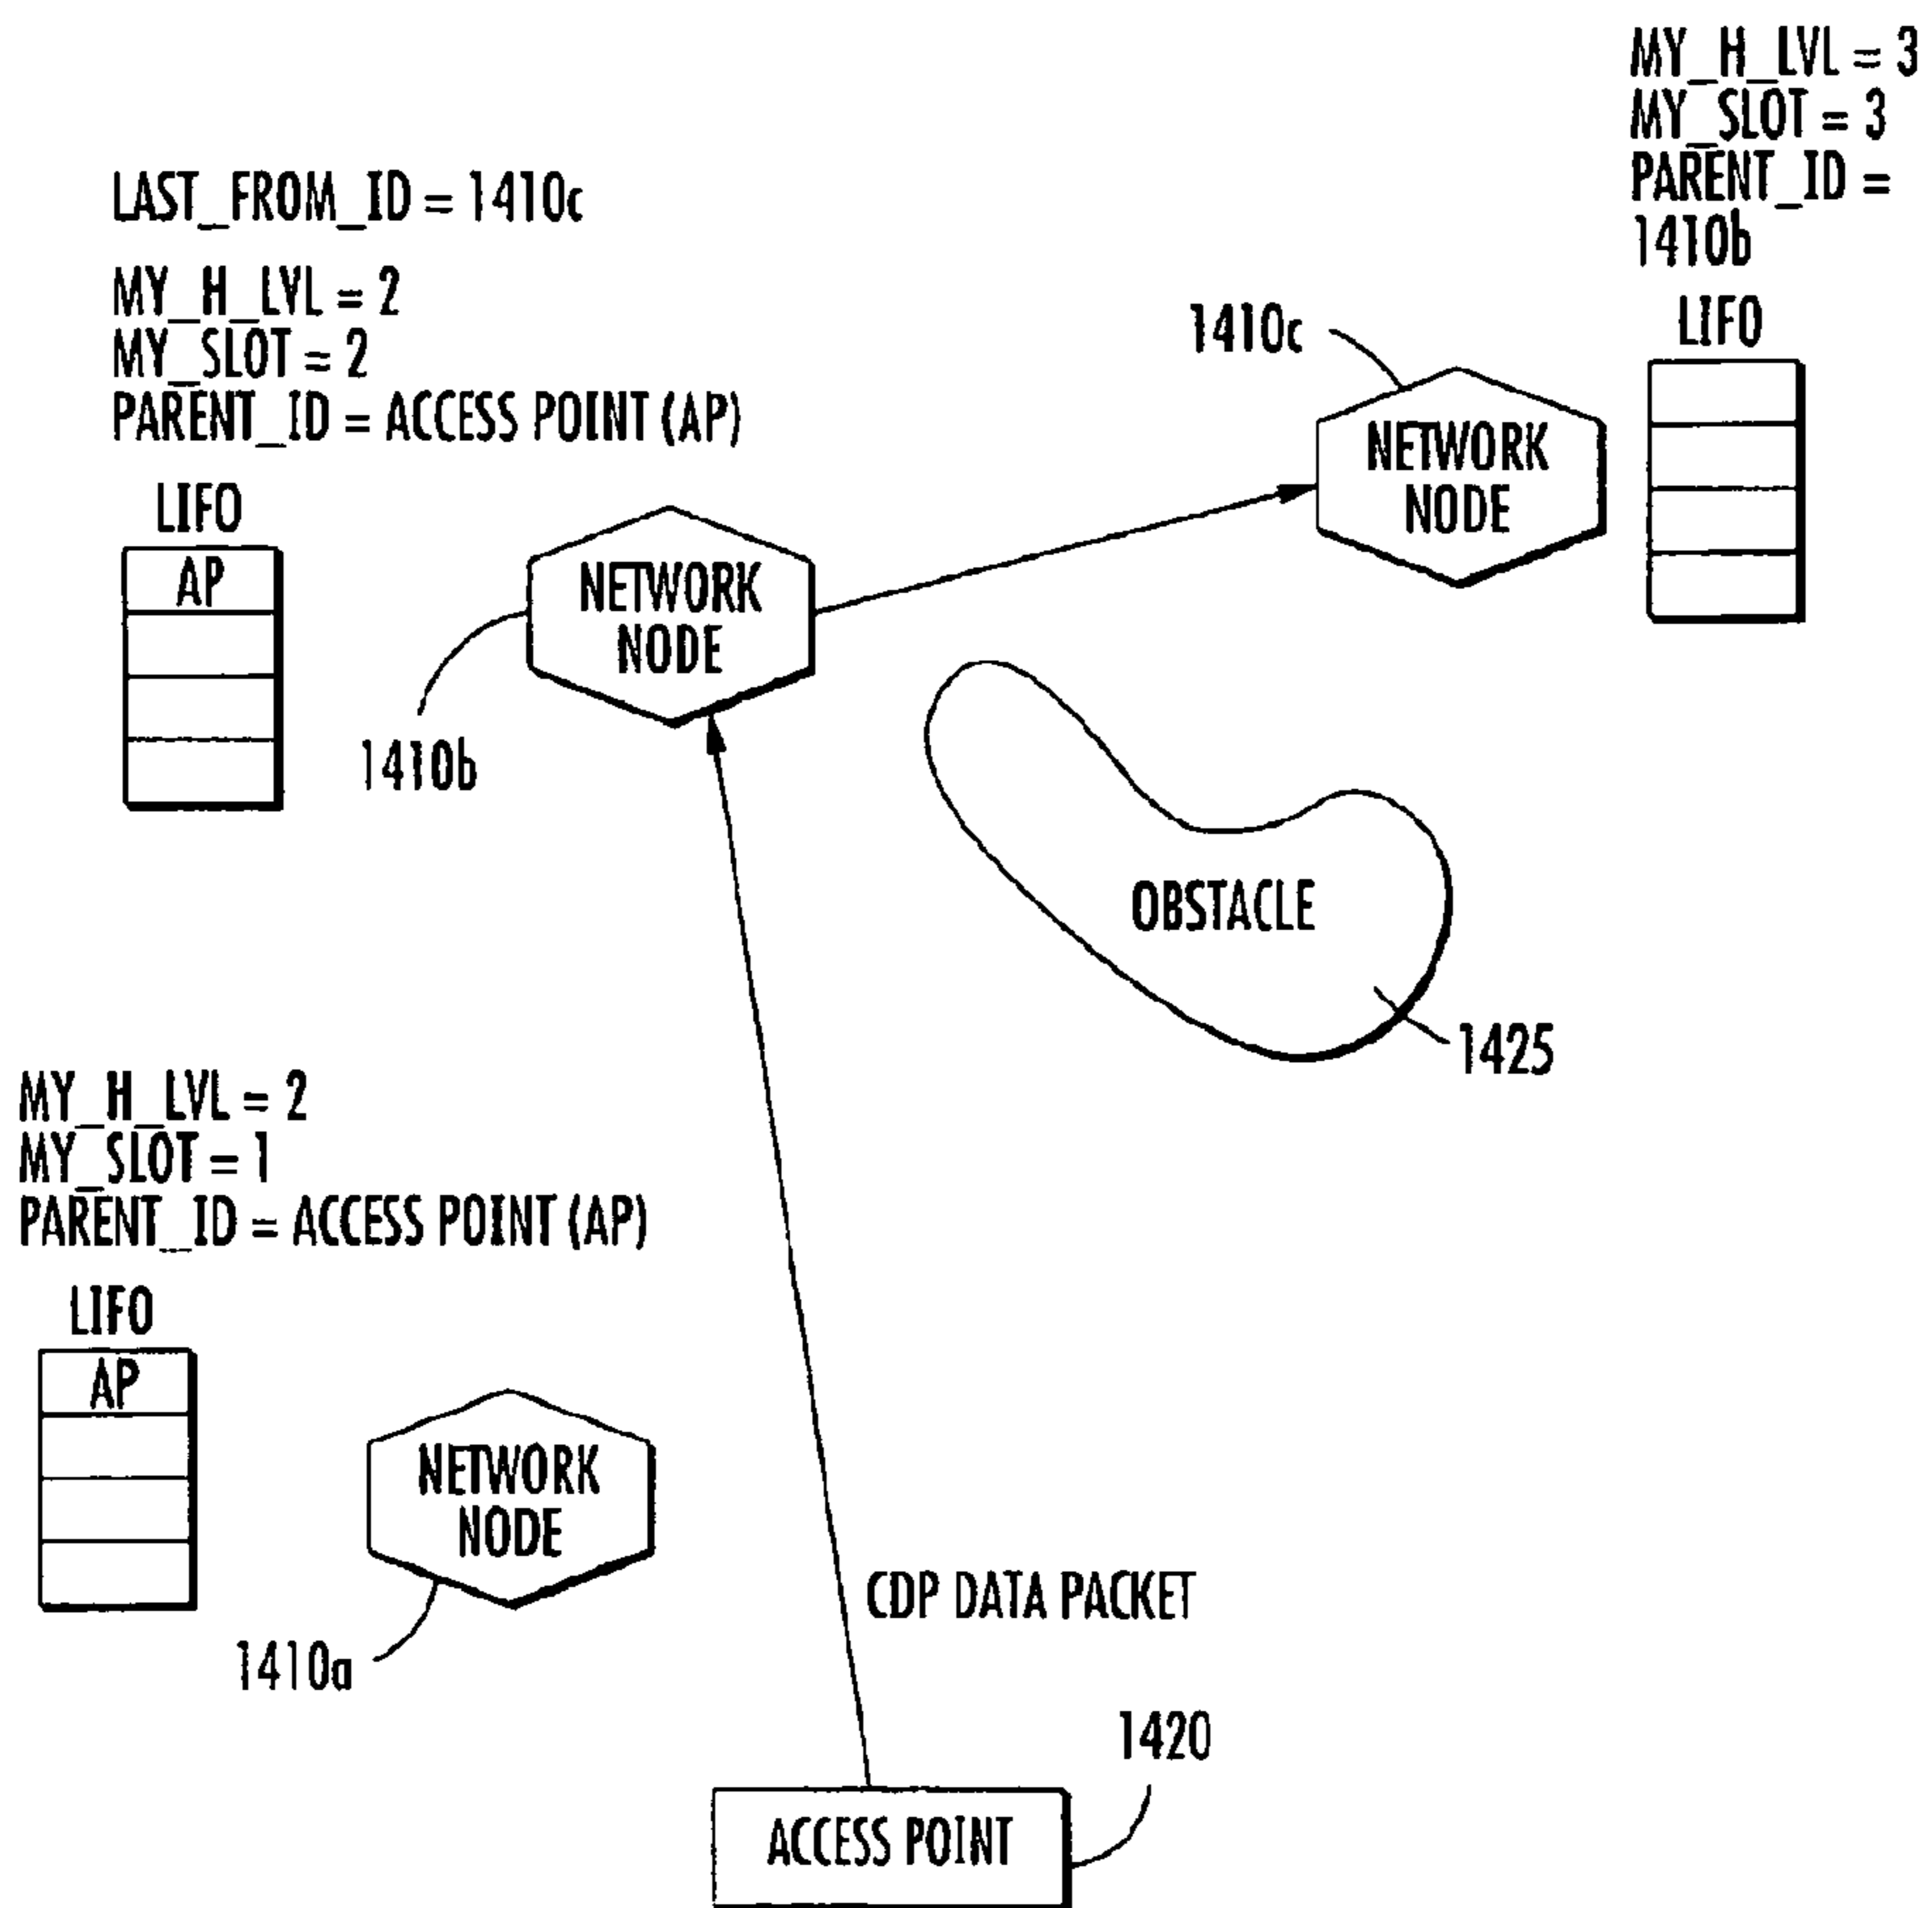 MY_H_LVL = 3
MY_SLOT = 3
PARENT_ID =
1410b
LIFO
LAST_FROM_ID = 1410c
MY_H_LVL = 2
MY_SLOT = 2
PARENT_ID = ACCESS POINT (AP)
LIFO
AP
1410c
NETWORK
NODE
NETWORK
NODE
1410b
OBSTACLE
1425
MY_H_LVL = 2
MY_SLOT = 1
PARENT_ID = ACCESS POINT (AP)
LIFO
AP
NETWORK
NODE
1410a
CDP DATA PACKET
1420
ACCESS POINT